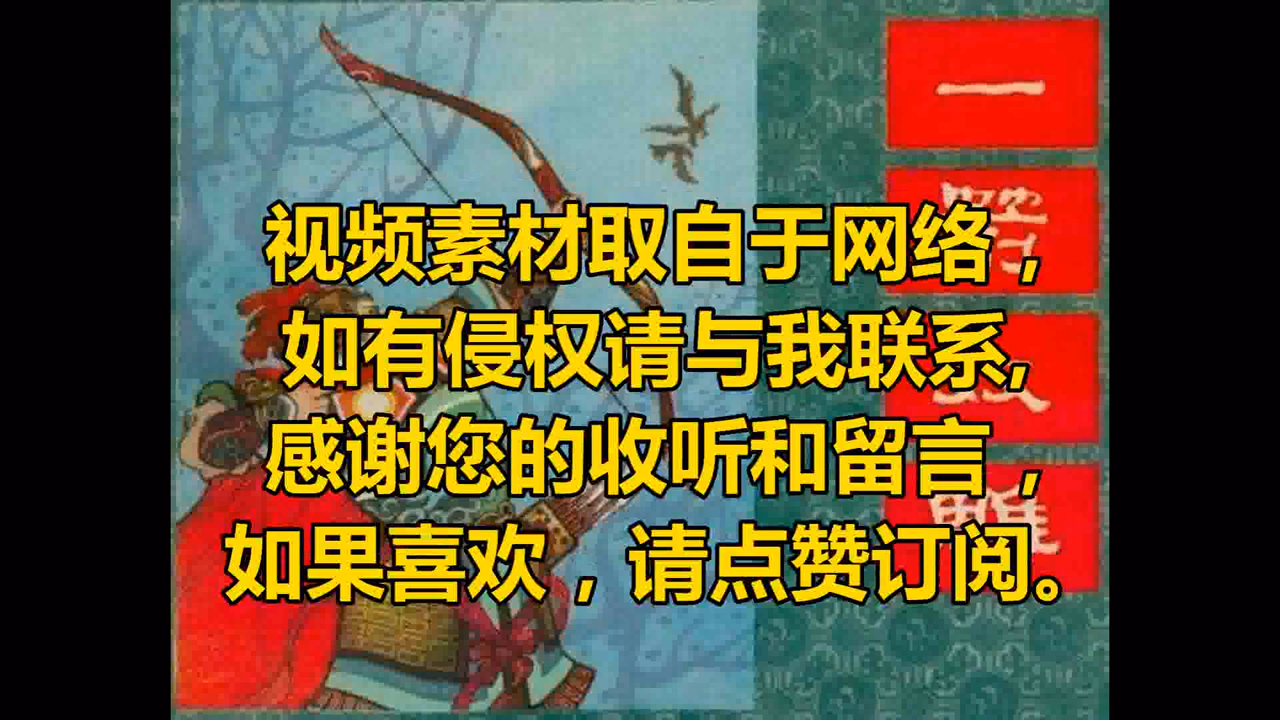 视频素材取自于网络，
如有侵权请与我联系,
感谢您的收听和留言，
如果喜欢，请点赞订阅。
一
雕